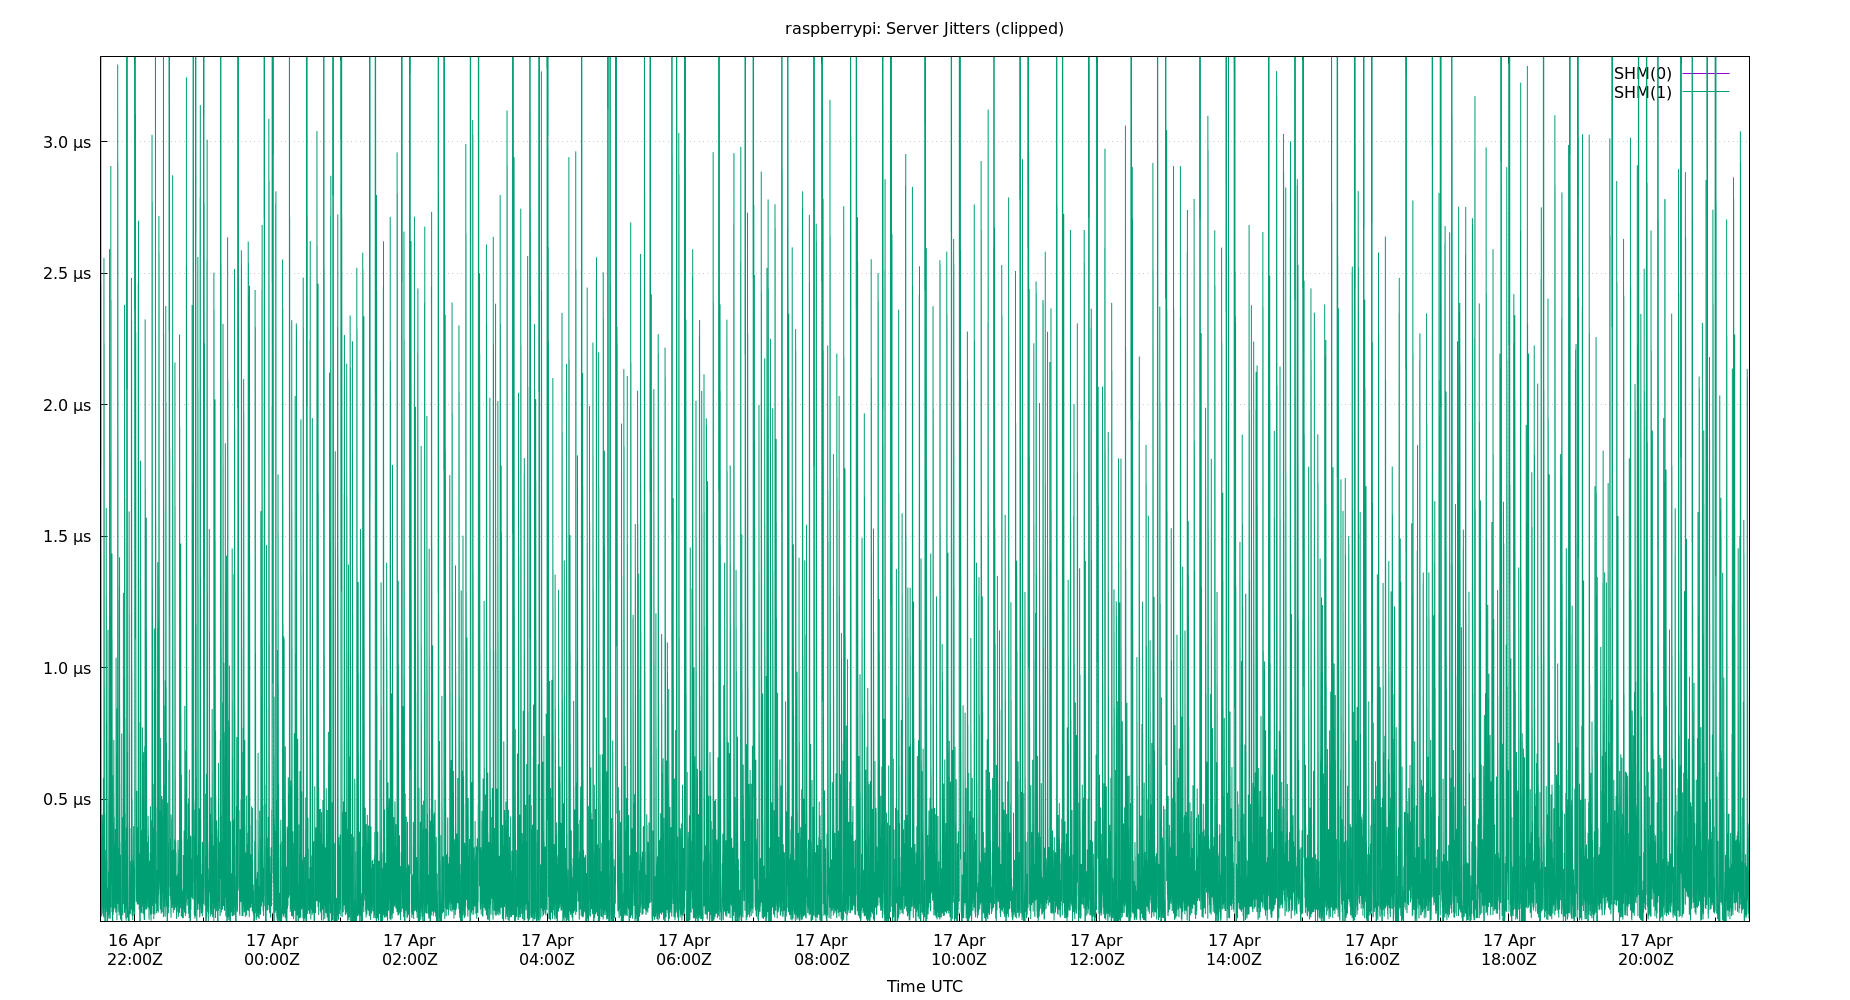 raspberrypi: Server Jitters (clipped)
SHM(0)
SHM(1)
3.0 µs
2.5 µs
2.0 µs
1.5 µs
1.0 µs
0.5 µs
16 Apr 17 Apr 17 Apr 17 Apr 17 Apr 17 Apr 17 Apr 17 Apr 17 Apr 17 Apr 17 Apr 17 Apr
22:00Z 00:00Z 02:00Z 04:00Z 06:00Z 08:00Z 10:00Z 12:00Z 14:00Z 16:00Z 18:00Z 20:00Z
Time UTC